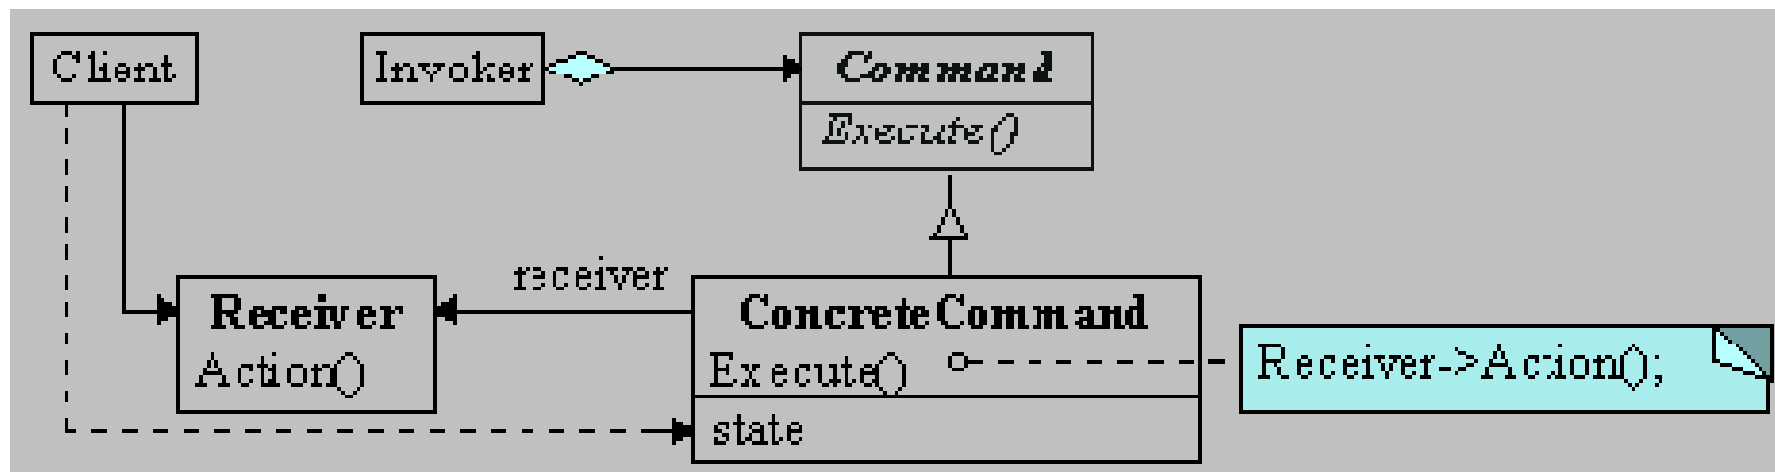 Client
Invoker
Command
Execute()
receiver
Receiver
Action()
ConcreteCommand
Execute()
state
Receiver->Action();